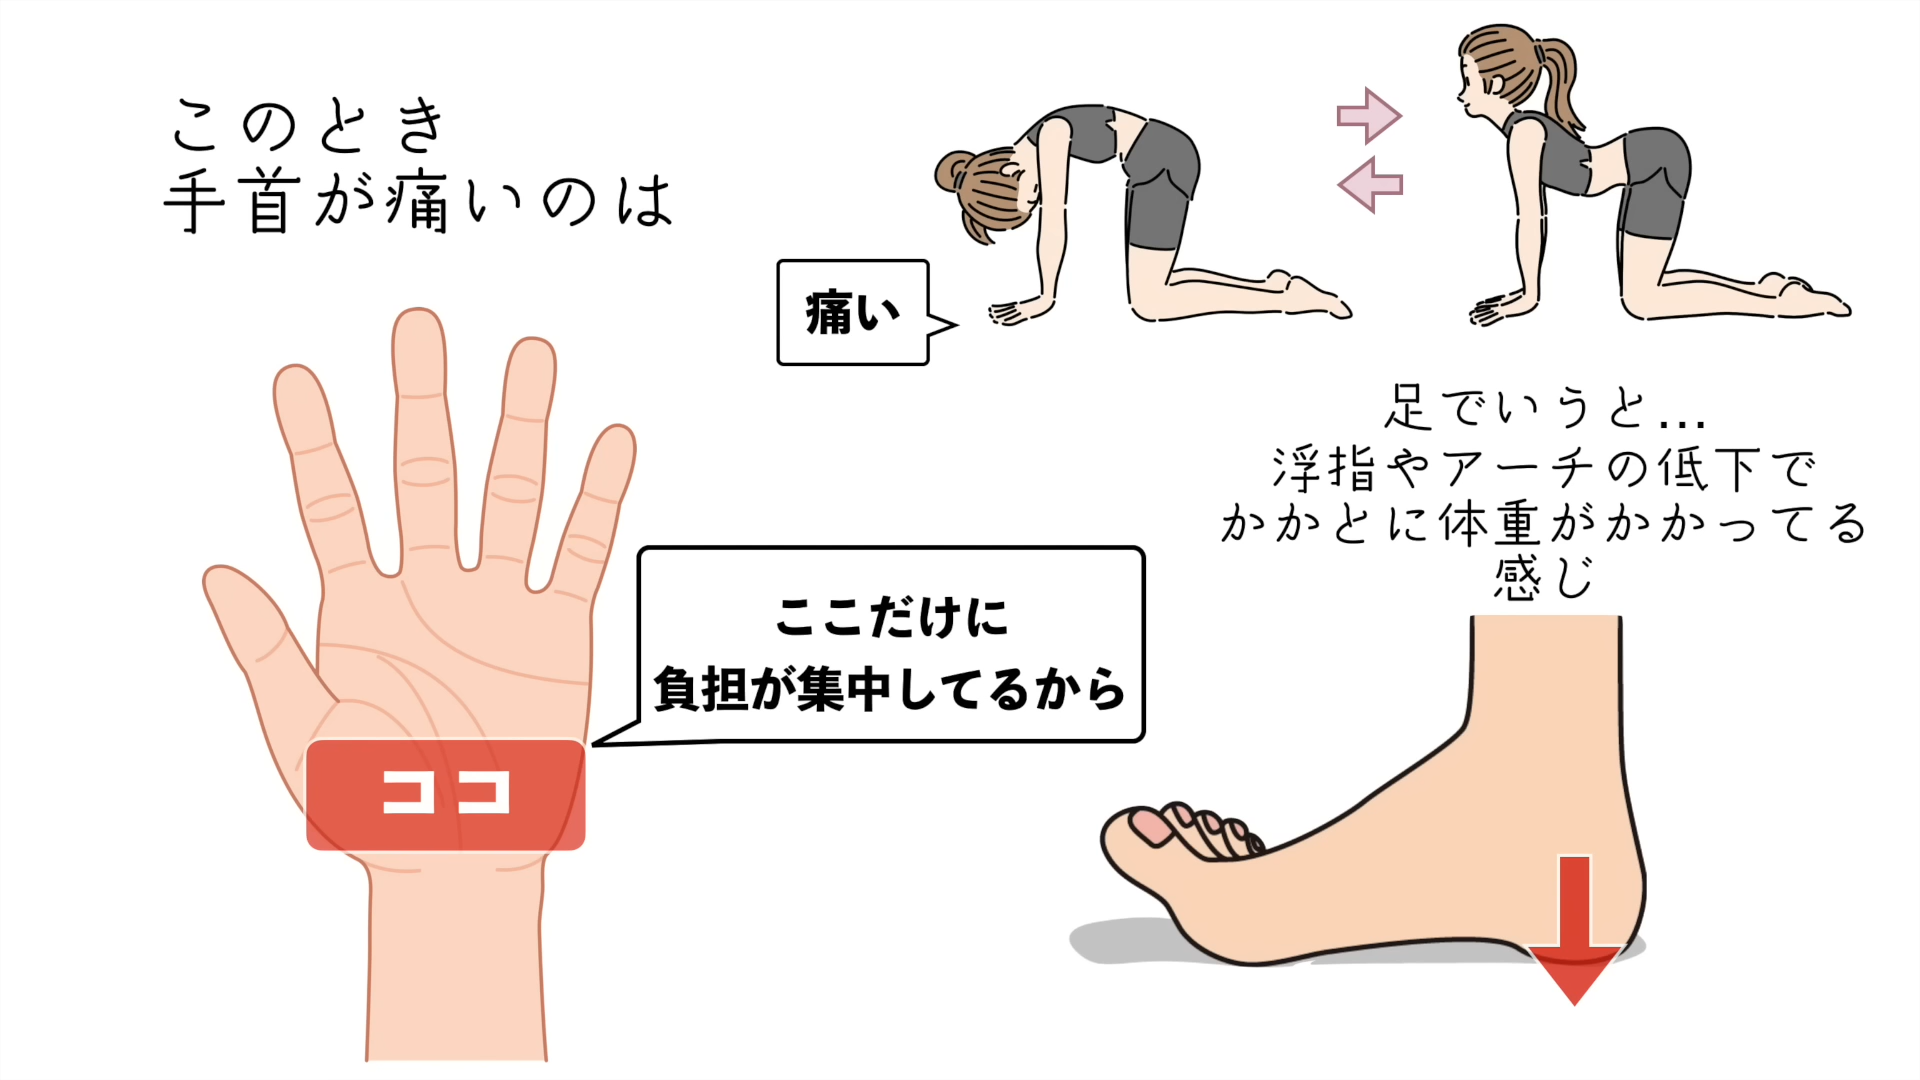 このとき
手首が痛いのは
痛い
ここだけに
負担が集中してるから
ココ
足でいうと...
浮指やアーチの低下で
かかとに体重がかかってる
感じ